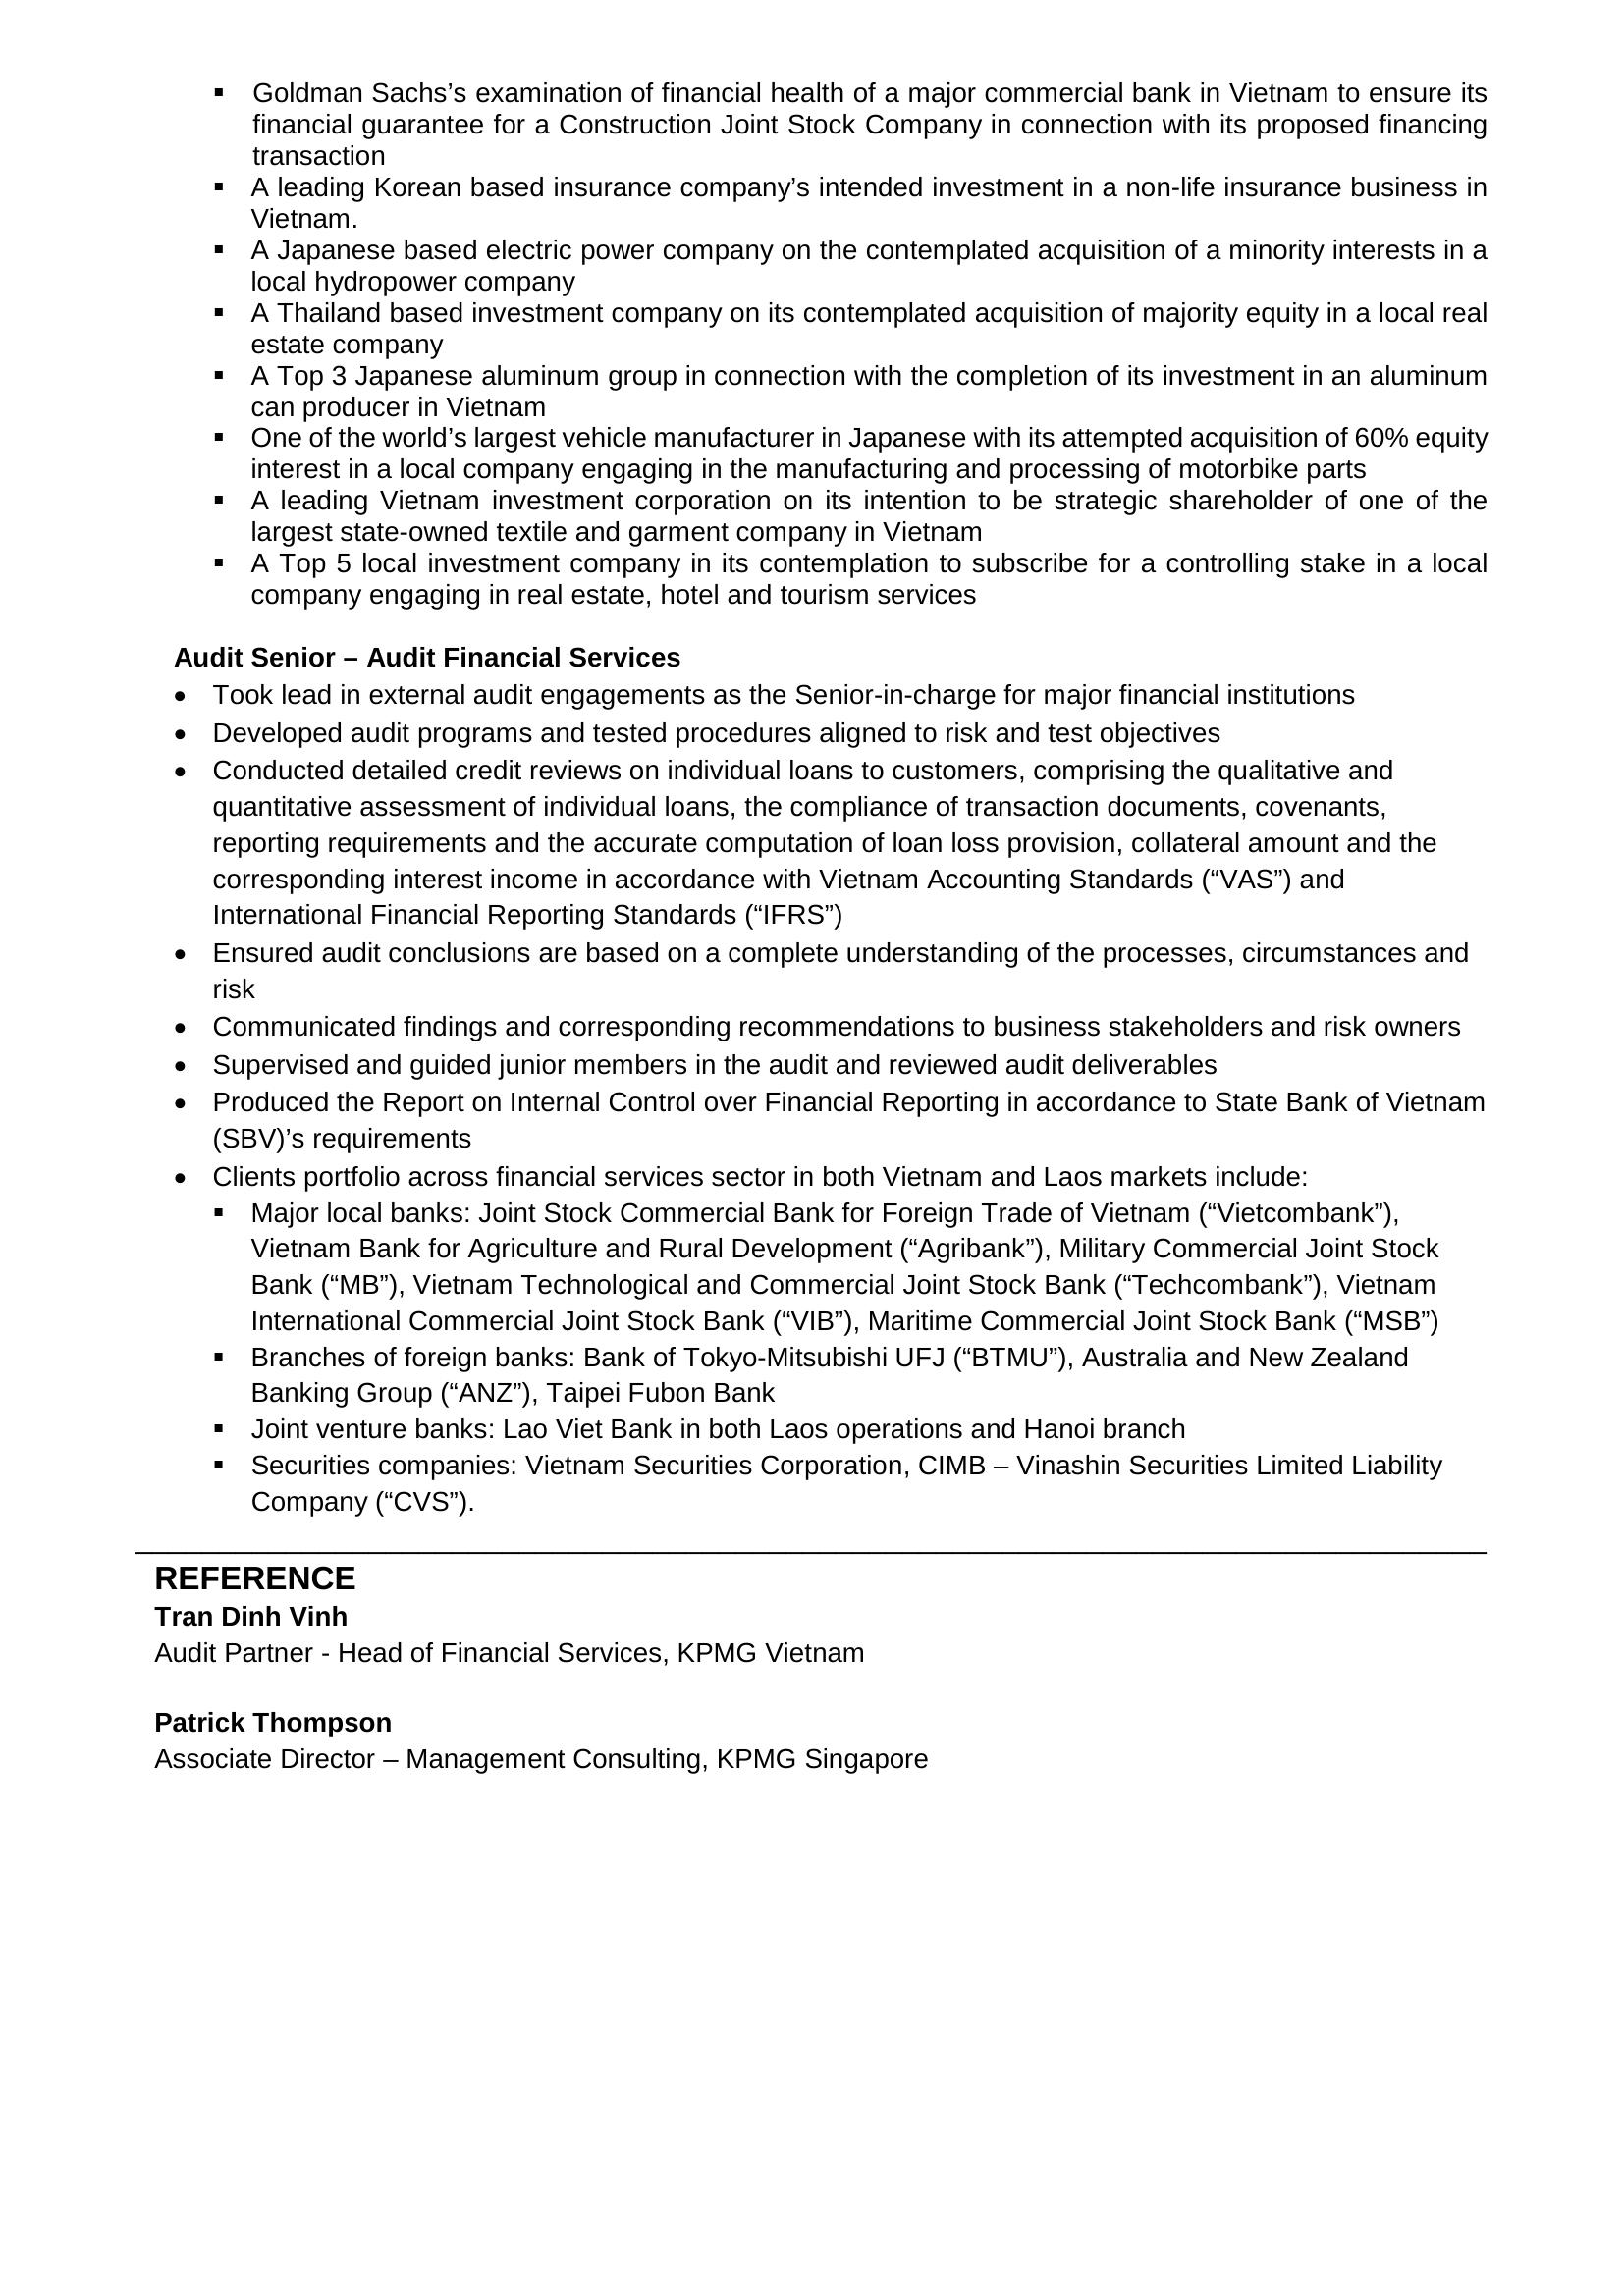 ▪ Goldman Sachs’s examination of financial health of a major commercial bank in Vietnam to ensure its
financial guarantee for a Construction Joint Stock Company in connection with its proposed financing
transaction
▪ A leading Korean based insurance company’s intended investment in a non-life insurance business in
Vietnam.
▪ A Japanese based electric power company on the contemplated acquisition of a minority interests in a
local hydropower company
▪ A Thailand based investment company on its contemplated acquisition of majority equity in a local real
estate company
▪ A Top 3 Japanese aluminum group in connection with the completion of its investment in an aluminum
can producer in Vietnam
▪ One of the world’s largest vehicle manufacturer in Japanese with its attempted acquisition of 60% equity
interest in a local company engaging in the manufacturing and processing of motorbike parts
▪ A leading Vietnam investment corporation on its intention to be strategic shareholder of one of the
largest state-owned textile and garment company in Vietnam
▪ A Top 5 local investment company in its contemplation to subscribe for a controlling stake in a local
company engaging in real estate, hotel and tourism services
Audit Senior – Audit Financial Services
• Took lead in external audit engagements as the Senior-in-charge for major financial institutions
• Developed audit programs and tested procedures aligned to risk and test objectives
• Conducted detailed credit reviews on individual loans to customers, comprising the qualitative and
quantitative assessment of individual loans, the compliance of transaction documents, covenants,
reporting requirements and the accurate computation of loan loss provision, collateral amount and the
corresponding interest income in accordance with Vietnam Accounting Standards (“VAS”) and
International Financial Reporting Standards (“IFRS”)
• Ensured audit conclusions are based on a complete understanding of the processes, circumstances and
risk
• Communicated findings and corresponding recommendations to business stakeholders and risk owners
• Supervised and guided junior members in the audit and reviewed audit deliverables
• Produced the Report on Internal Control over Financial Reporting in accordance to State Bank of Vietnam
(SBV)’s requirements
• Clients portfolio across financial services sector in both Vietnam and Laos markets include:
▪ Major local banks: Joint Stock Commercial Bank for Foreign Trade of Vietnam (“Vietcombank”),
Vietnam Bank for Agriculture and Rural Development (“Agribank”), Military Commercial Joint Stock
Bank (“MB”), Vietnam Technological and Commercial Joint Stock Bank (“Techcombank”), Vietnam
International Commercial Joint Stock Bank (“VIB”), Maritime Commercial Joint Stock Bank (“MSB”)
▪ Branches of foreign banks: Bank of Tokyo-Mitsubishi UFJ (“BTMU”), Australia and New Zealand
Banking Group (“ANZ”), Taipei Fubon Bank
▪ Joint venture banks: Lao Viet Bank in both Laos operations and Hanoi branch
▪ Securities companies: Vietnam Securities Corporation, CIMB – Vinashin Securities Limited Liability
Company (“CVS”).
REFERENCE
Tran Dinh Vinh
Audit Partner - Head of Financial Services, KPMG Vietnam
Patrick Thompson
Associate Director – Management Consulting, KPMG Singapore